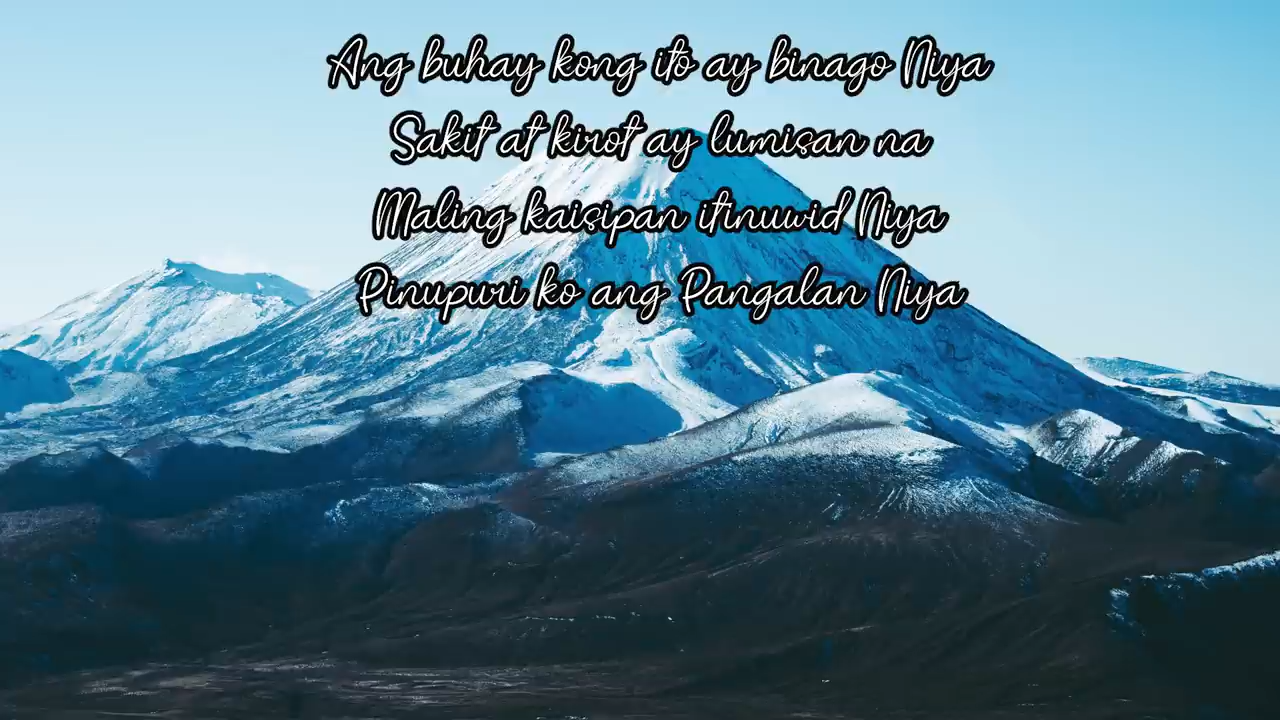 Ang buhay kong ito ay binago Niya
Sakit at kirot ay lumisan na
Maling kaisipan itinuwid Niya
Pinupuri ko ang Pangalan Niya